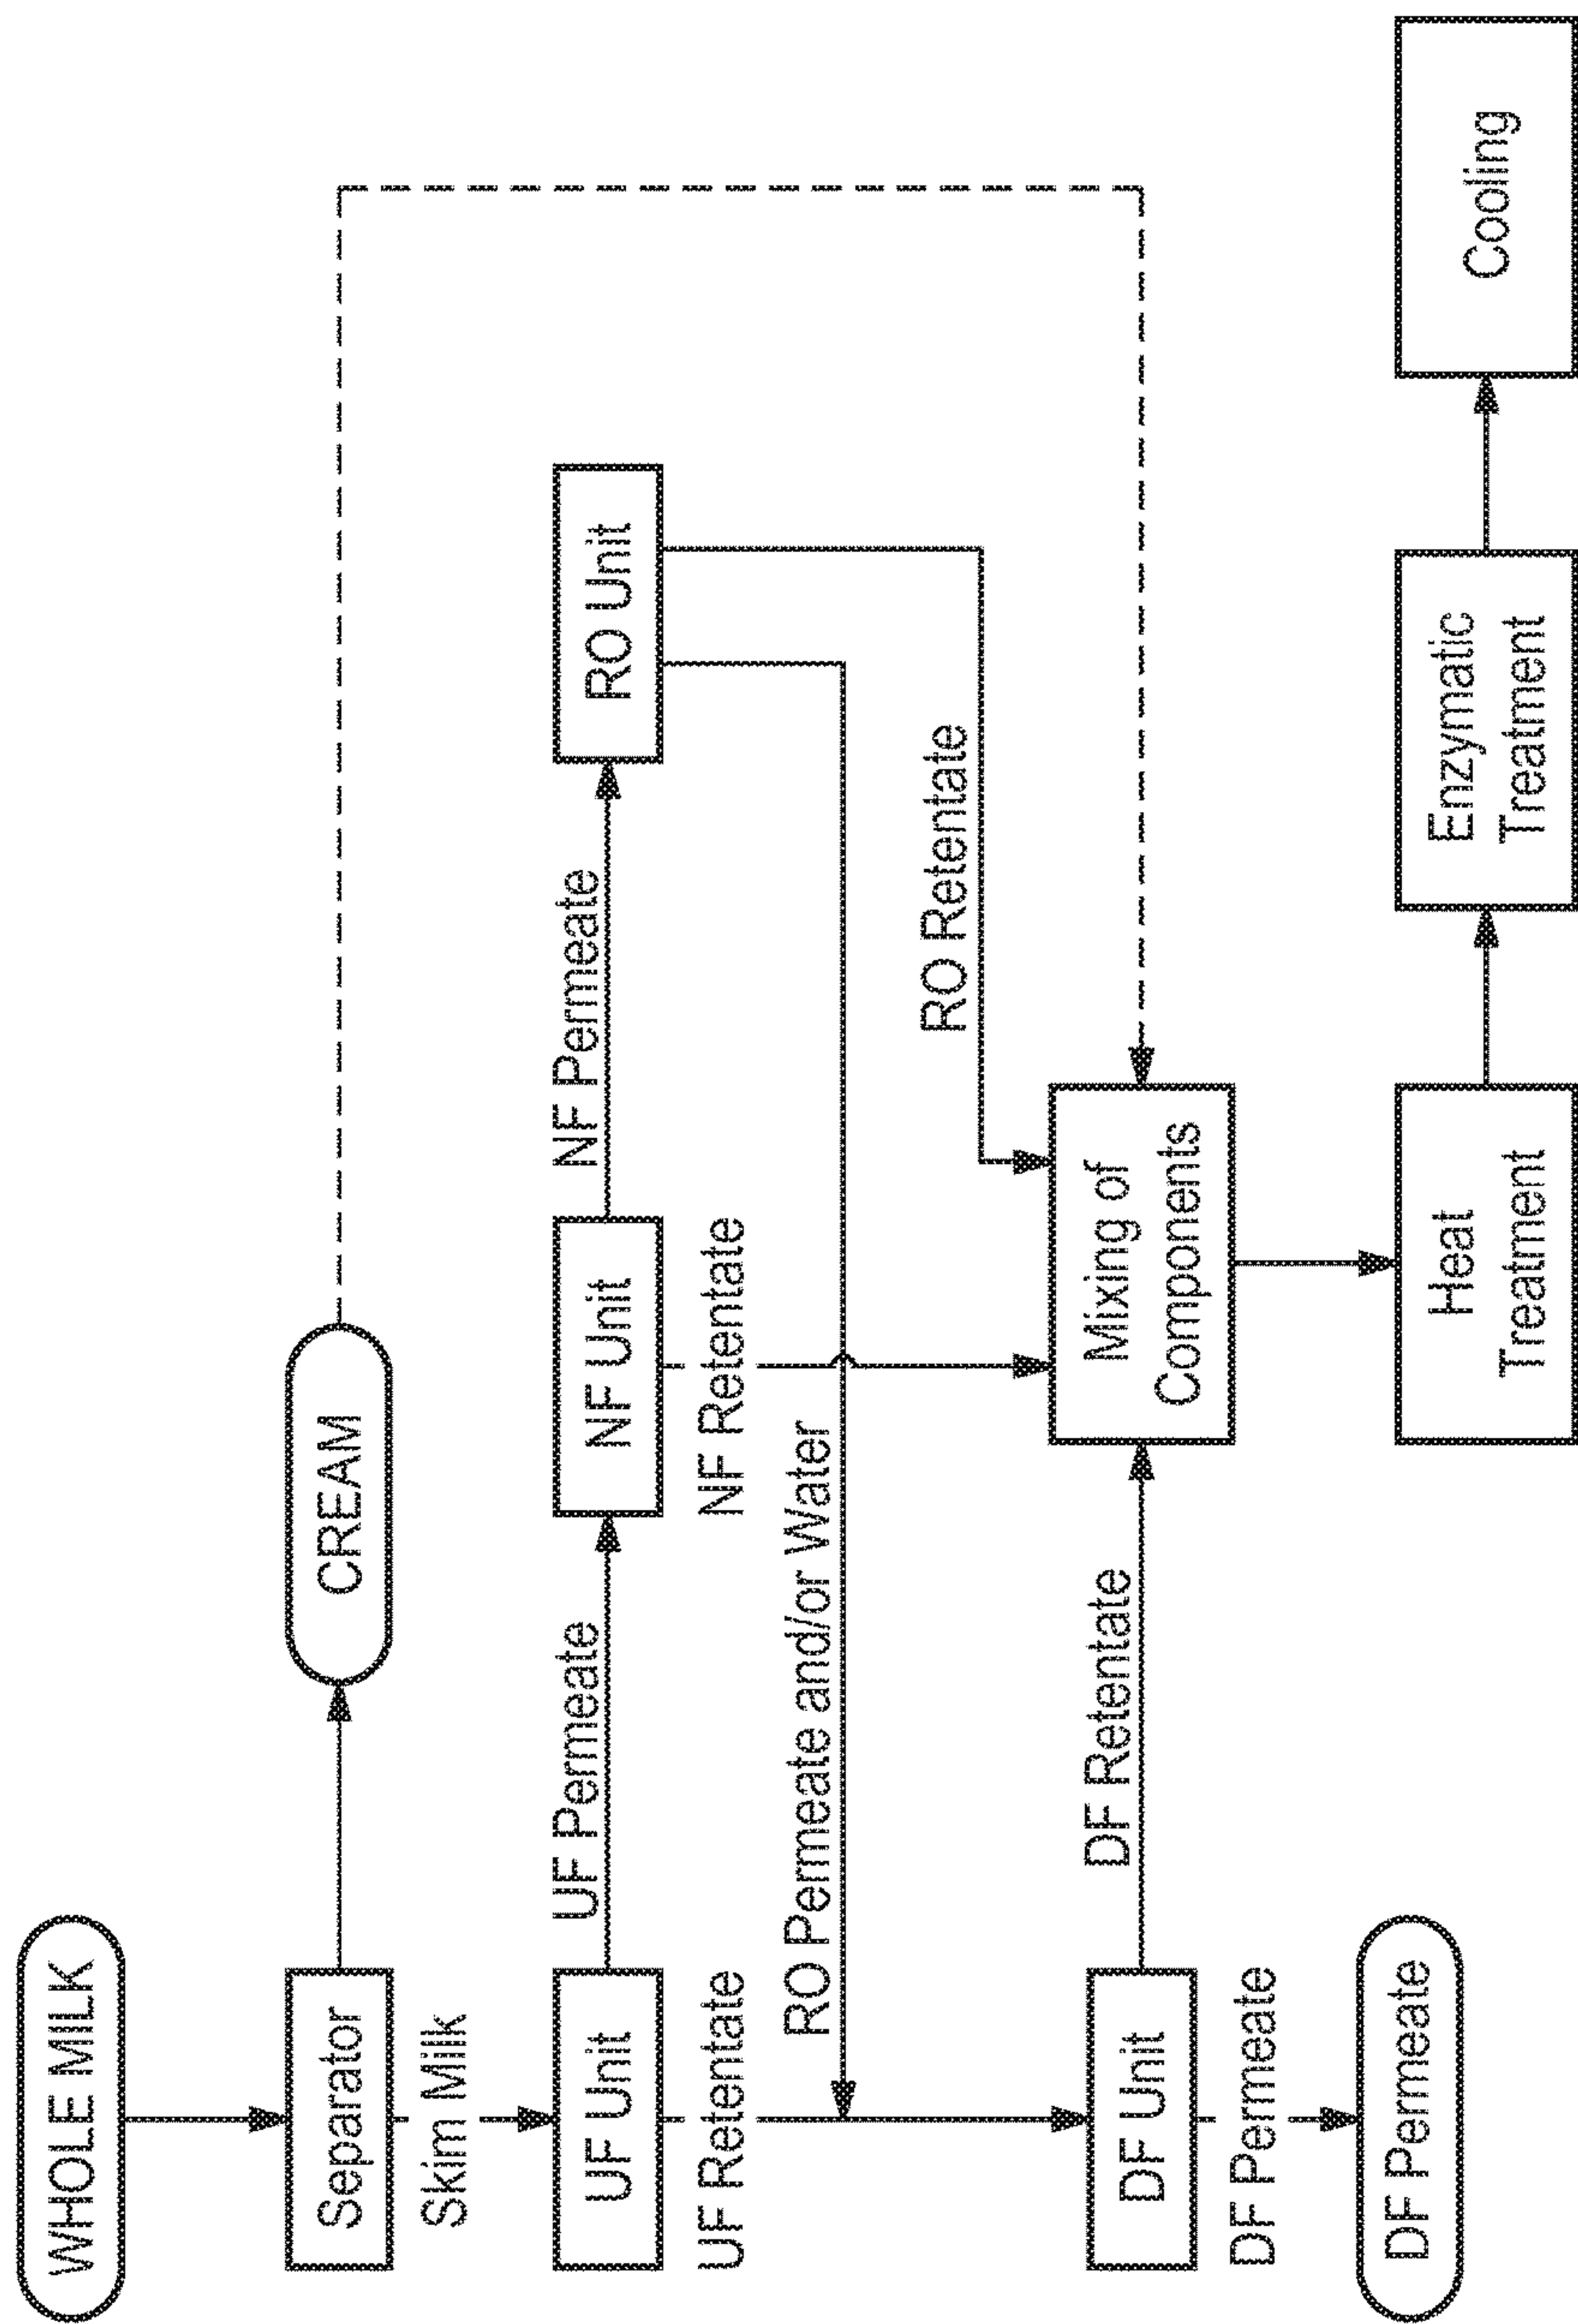 WHOLE MILK
Separator
CREAM
Skim Milk
UF Unit
UF Permeate
NF Unit
NF Permeate
RO Unit
UF Retentate
NF Retentate
RO Permeate and/or Water
RO Retentate
DF Unit
DF Retentate
Mixing of
Components
DF Permeate
DF Permeate
Heat
Treatment
Enzymatic
Treatment
Cooling